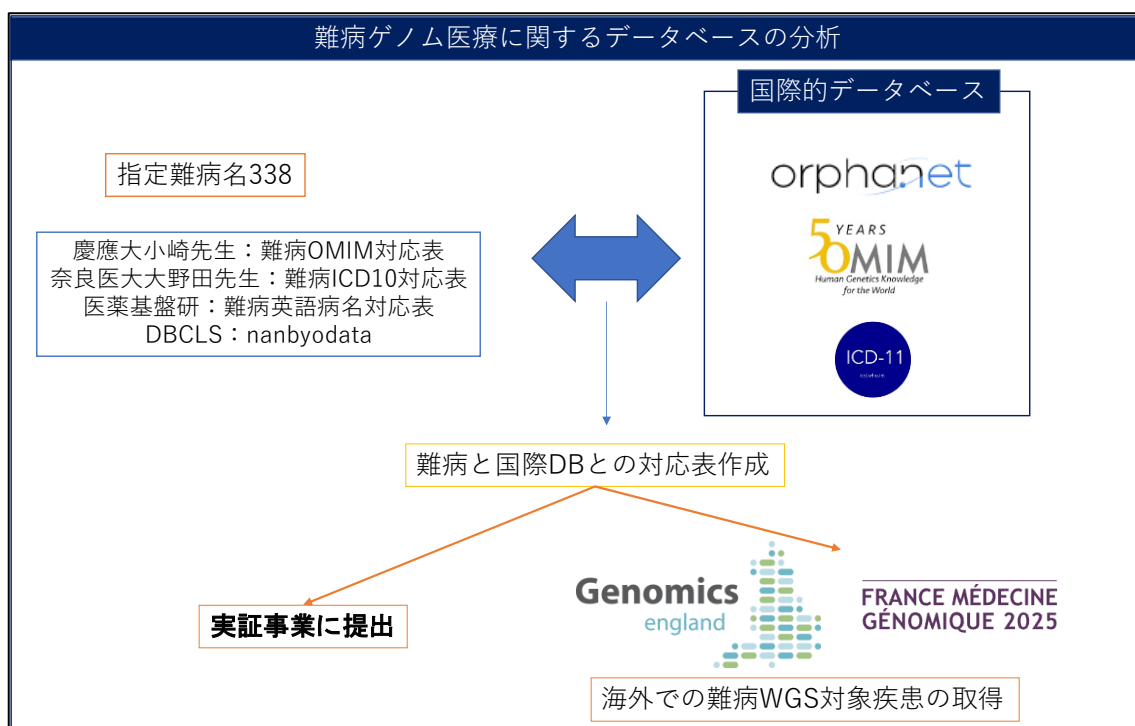 難病ゲノム医療に関するデータベースの分析
国際的データベース
指定難病名338
慶應大小崎先生：難病OMIM対応表
奈良医大大野田先生：難病ICD10対応表
医薬基盤研：難病英語病名対応表
DBCLS：nanbyodata
orphanet
50 YEARS
OMIM
Human Genetics Knowledge
for the World
ICD-11
難病と国際DBとの対応表作成
実証事業に提出
Genomics
england
FRANCE MÉDECINE
GÉNOMIQUE 2025
海外での難病WGS対象疾患の取得